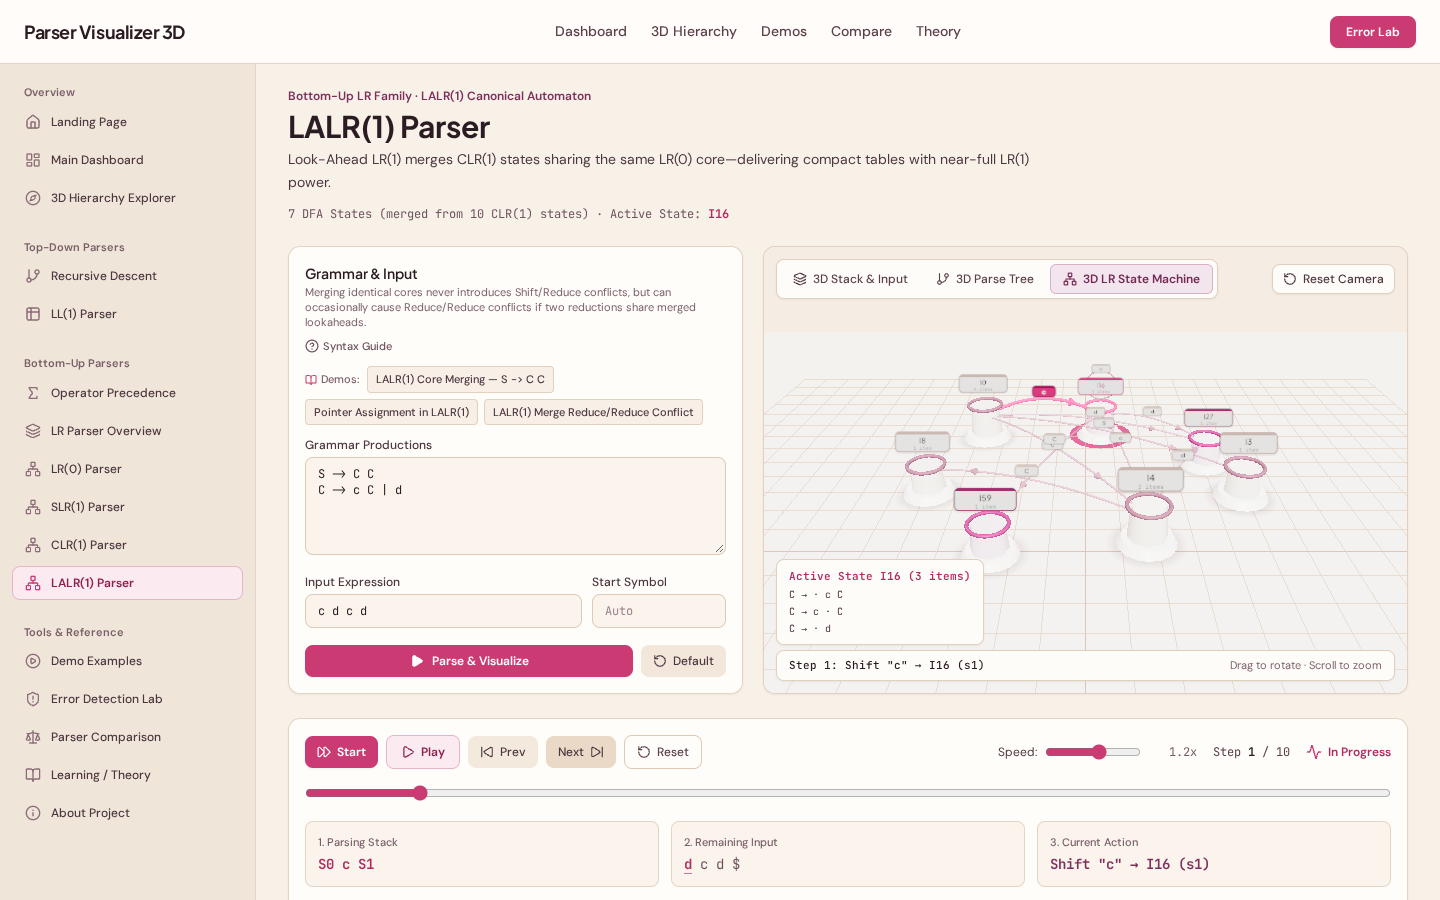 Parser Visualizer 3D
Dashboard
3D Hierarchy
Demos
Compare
Theory
Error Lab
Overview
Landing Page
Main Dashboard
3D Hierarchy Explorer
Top-Down Parsers
Recursive Descent
LL(1) Parser
Bottom-Up Parsers
Operator Precedence
LR Parser Overview
LR(0) Parser
SLR(1) Parser
CLR(1) Parser
LALR(1) Parser
Tools & Reference
Demo Examples
Error Detection Lab
Parser Comparison
Learning / Theory
About Project
Bottom-Up LR Family · LALR(1) Canonical Automaton
LALR(1) Parser
Look-Ahead LR(1) merges CLR(1) states sharing the same LR(0) core—delivering compact tables with near-full LR(1)
power.
7 DFA States (merged from 10 CLR(1) states) · Active State: I16
Grammar & Input
Merging identical cores never introduces Shift/Reduce conflicts, but can
occasionally cause Reduce/Reduce conflicts if two reductions share merged
lookaheads.
Syntax Guide
Demos:
LALR(1) Core Merging — S -> C C
Pointer Assignment in LALR(1)
LALR(1) Merge Reduce/Reduce Conflict
Grammar Productions
S -> C C
C -> c C | d
Input Expression
Start Symbol
c d c d
Auto
Parse & Visualize
Default
3D Stack & Input
3D Parse Tree
3D LR State Machine
Reset Camera
I0
I27
I8
I3
I4
I59
Active State I16 (3 items)
C → · c C
C → c · C
C → · d
Step 1: Shift "c" → I16 (s1)
Drag to rotate · Scroll to zoom
Start
Play
Prev
Next
Reset
Speed:
1.2x
Step 1 / 10
In Progress
1. Parsing Stack
S0 c S1
2. Remaining Input
d c d $
3. Current Action
Shift "c" → I16 (s1)